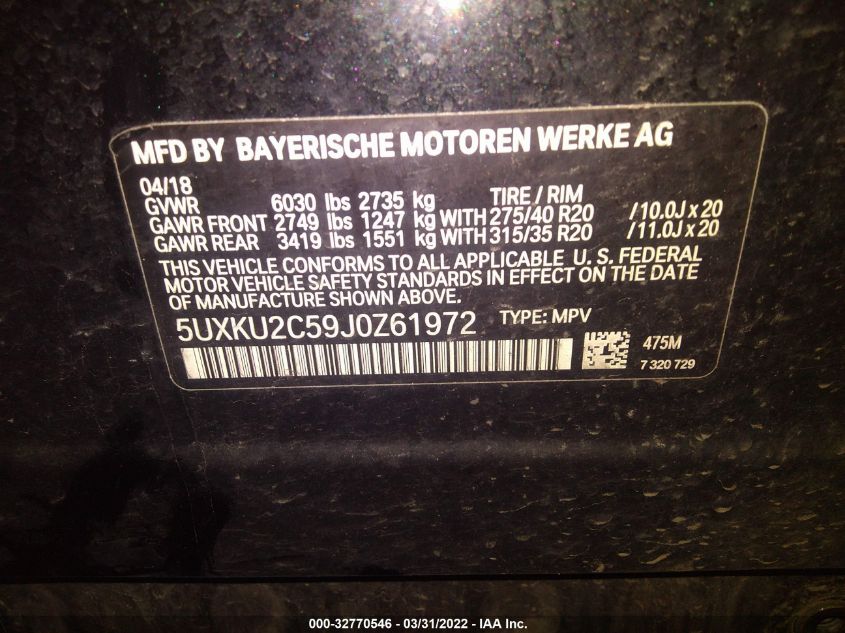 MFD BY BAYERISCHE MOTOREN WERKE AG
04/18
GVWR 6030 lbs 2735 kg TIRE / RIM
GAWR FRONT 2749 lbs 1247 kg WITH 275/40 R20 /10.0J x 20
GAWR REAR 3419 lbs 1551 kg WITH 315/35 R20 /11.0J x 20
THIS VEHICLE CONFORMS TO ALL APPLICABLE U. S. FEDERAL
MOTOR VEHICLE SAFETY STANDARDS IN EFFECT ON THE DATE
OF MANUFACTURE SHOWN ABOVE.
5UXKU2C59J0Z61972 TYPE: MPV
475M
7 320 729
000-32770546 - 03/31/2022 - IAA Inc.